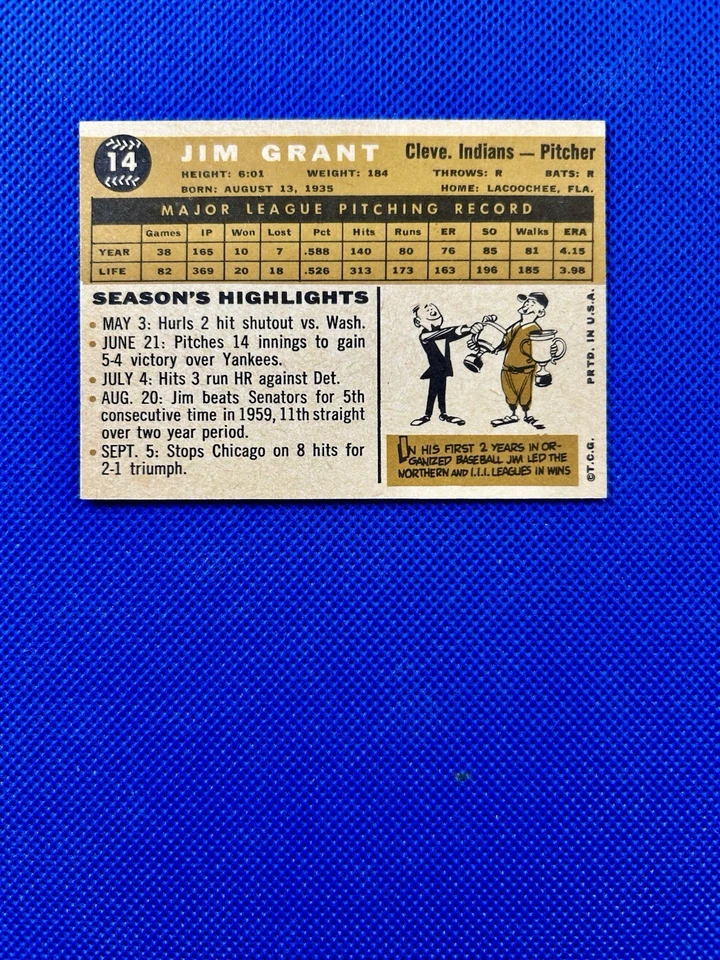 14
JIM GRANT Cleve. Indians — Pitcher
HEIGHT: 6:01 WEIGHT: 184 THROWS: R BATS: R
BORN: AUGUST 13, 1935 HOME: LACOOCHEE, FLA.
MAJOR LEAGUE PITCHING RECORD
Games IP Won Lost Pct Hits Runs ER SO Walks ERA
YEAR 38 165 10 7 .588 140 80 76 85 81 4.15
LIFE 82 369 20 18 .526 313 173 163 196 185 3.98
SEASON'S HIGHLIGHTS
• MAY 3: Hurls 2 hit shutout vs. Wash.
• JUNE 21: Pitches 14 innings to gain
5-4 victory over Yankees.
• JULY 4: Hits 3 run HR against Det.
• AUG. 20: Jim beats Senators for 5th
consecutive time in 1959, 11th straight
over two year period.
• SEPT. 5: Stops Chicago on 8 hits for
2-1 triumph.
IN HIS FIRST 2 YEARS IN OR-
GANIZED BASEBALL JIM LED THE
NORTHERN AND I.I.I. LEAGUES IN WINS
©T.C.G. PRTD. IN U.S.A.